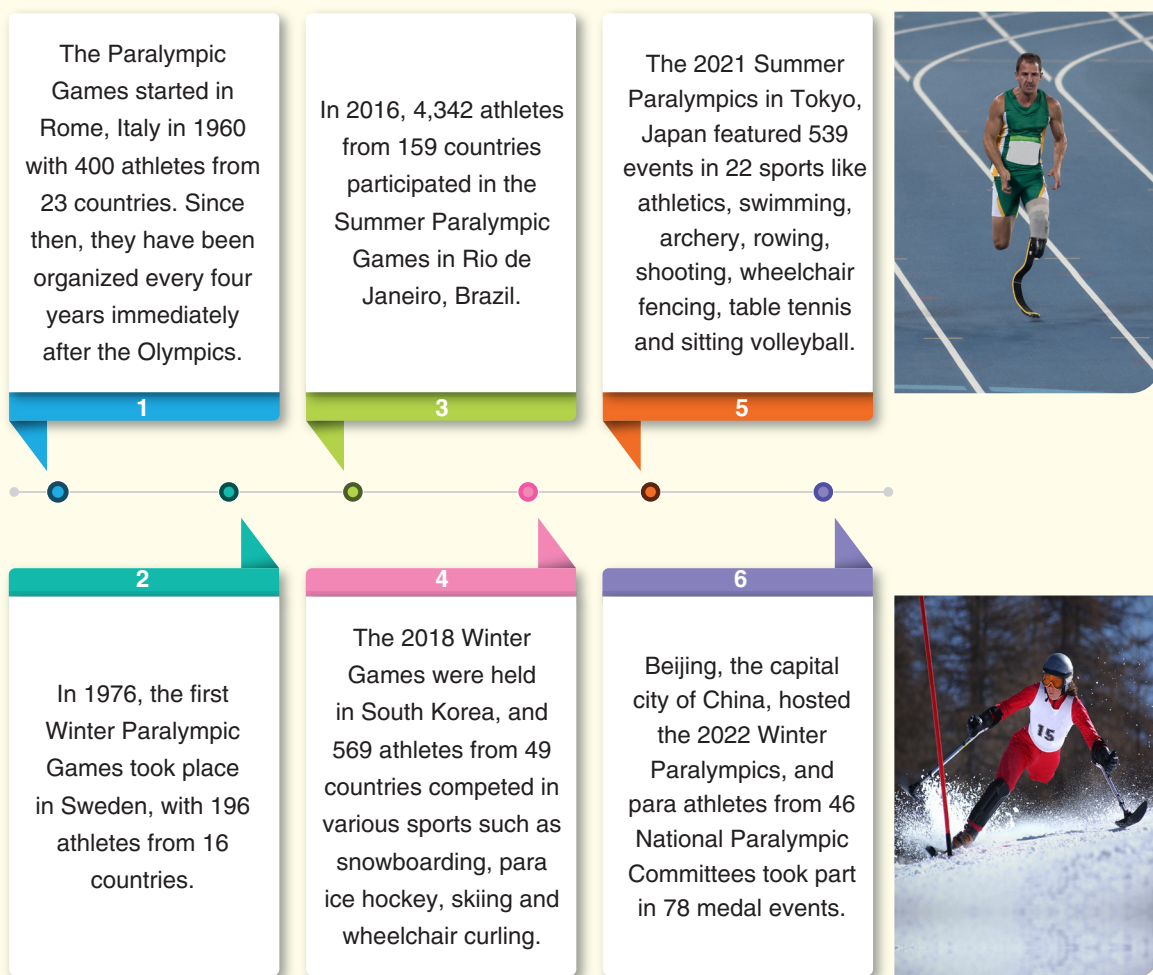 The Paralympic
Games started in
Rome, Italy in 1960
with 400 athletes from
23 countries. Since
then, they have been
organized every four
years immediately
after the Olympics.
1
2
In 1976, the first
Winter Paralympic
Games took place
in Sweden, with 196
athletes from 16
countries.
In 2016, 4,342 athletes
from 159 countries
participated in the
Summer Paralympic
Games in Rio de
Janeiro, Brazil.
3
4
The 2018 Winter
Games were held
in South Korea, and
569 athletes from 49
countries competed in
various sports such as
snowboarding, para
ice hockey, skiing and
wheelchair curling.
The 2021 Summer
Paralympics in Tokyo,
Japan featured 539
events in 22 sports like
athletics, swimming,
archery, rowing,
shooting, wheelchair
fencing, table tennis
and sitting volleyball.
5
6
Beijing, the capital
city of China, hosted
the 2022 Winter
Paralympics, and
para athletes from 46
National Paralympic
Committees took part
in 78 medal events.
15